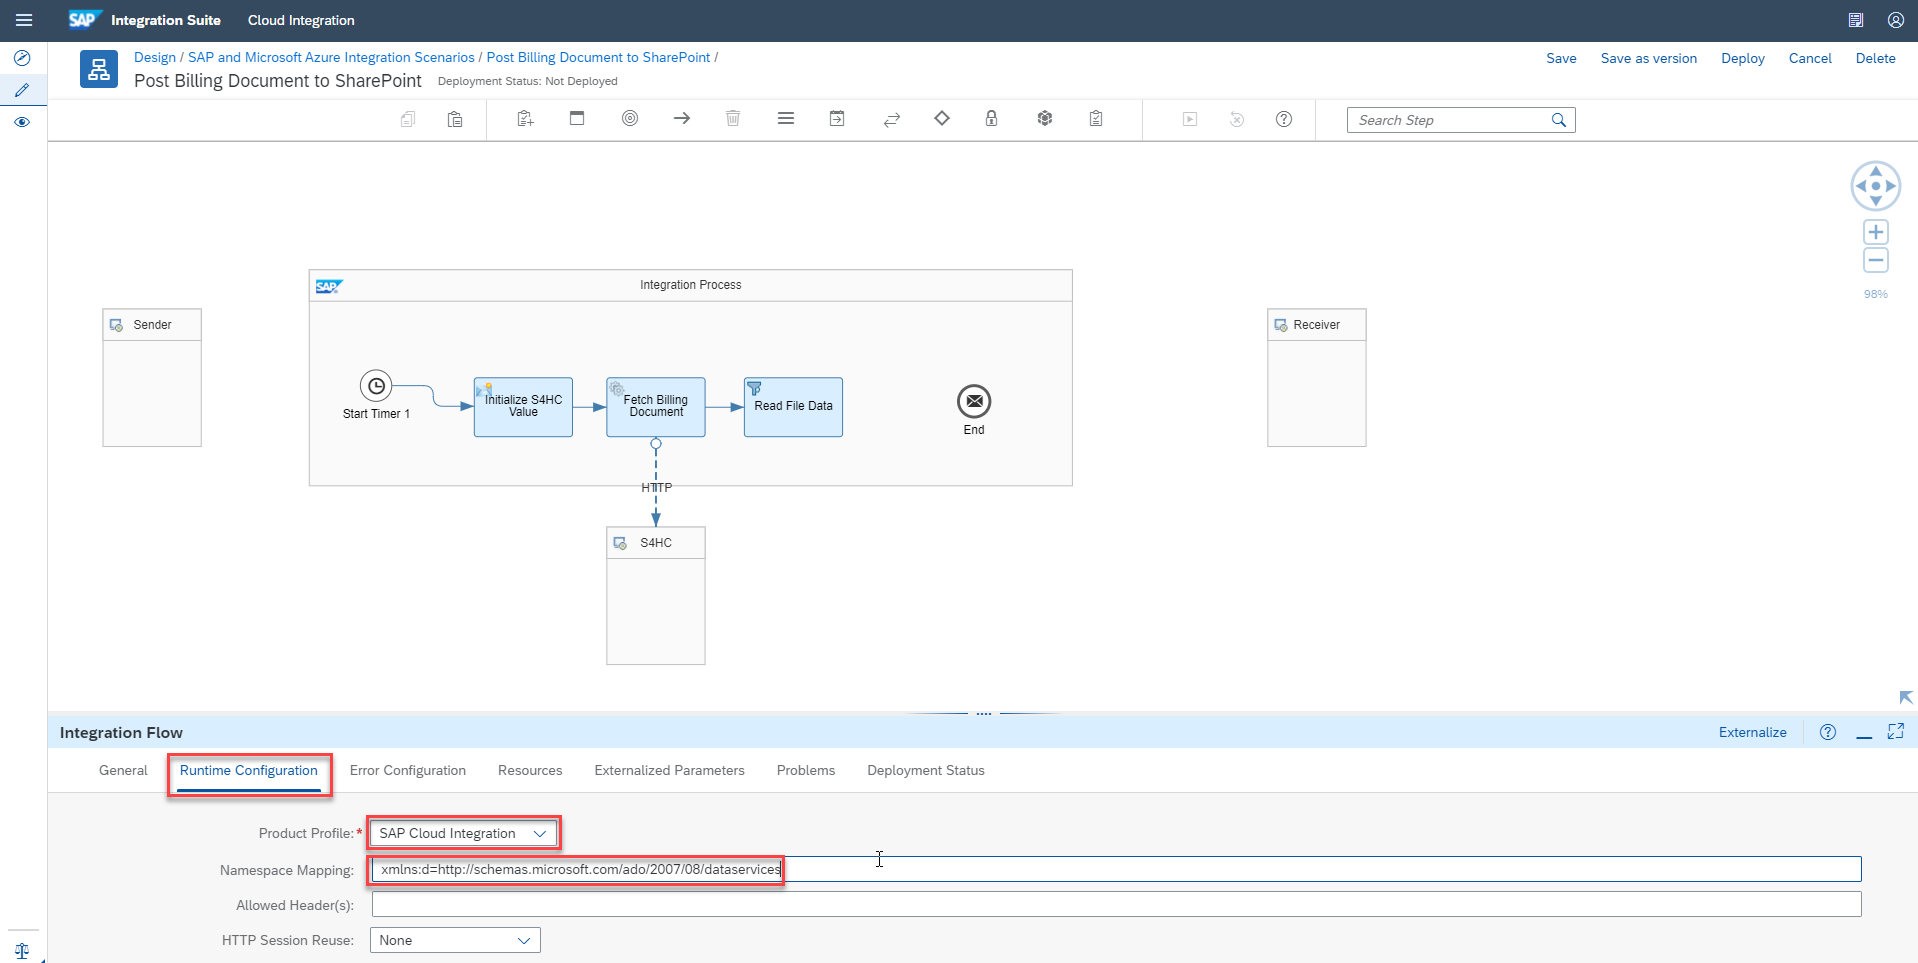 SAP Integration Suite Cloud Integration
Design / SAP and Microsoft Azure Integration Scenarios / Post Billing Document to SharePoint /
Post Billing Document to SharePoint Deployment Status: Not Deployed
Save Save as version Deploy Cancel Delete
Search Step
98%
SAP Integration Process
Sender
Receiver
Start Timer 1
Initialize S4HC
Value
Fetch Billing
Document
Read File Data
End
HTTP
S4HC
Integration Flow
Externalize
General Runtime Configuration Error Configuration Resources Externalized Parameters Problems Deployment Status
Product Profile:* SAP Cloud Integration
Namespace Mapping: xmlns:d=http://schemas.microsoft.com/ado/2007/08/dataservices
Allowed Header(s):
HTTP Session Reuse: None